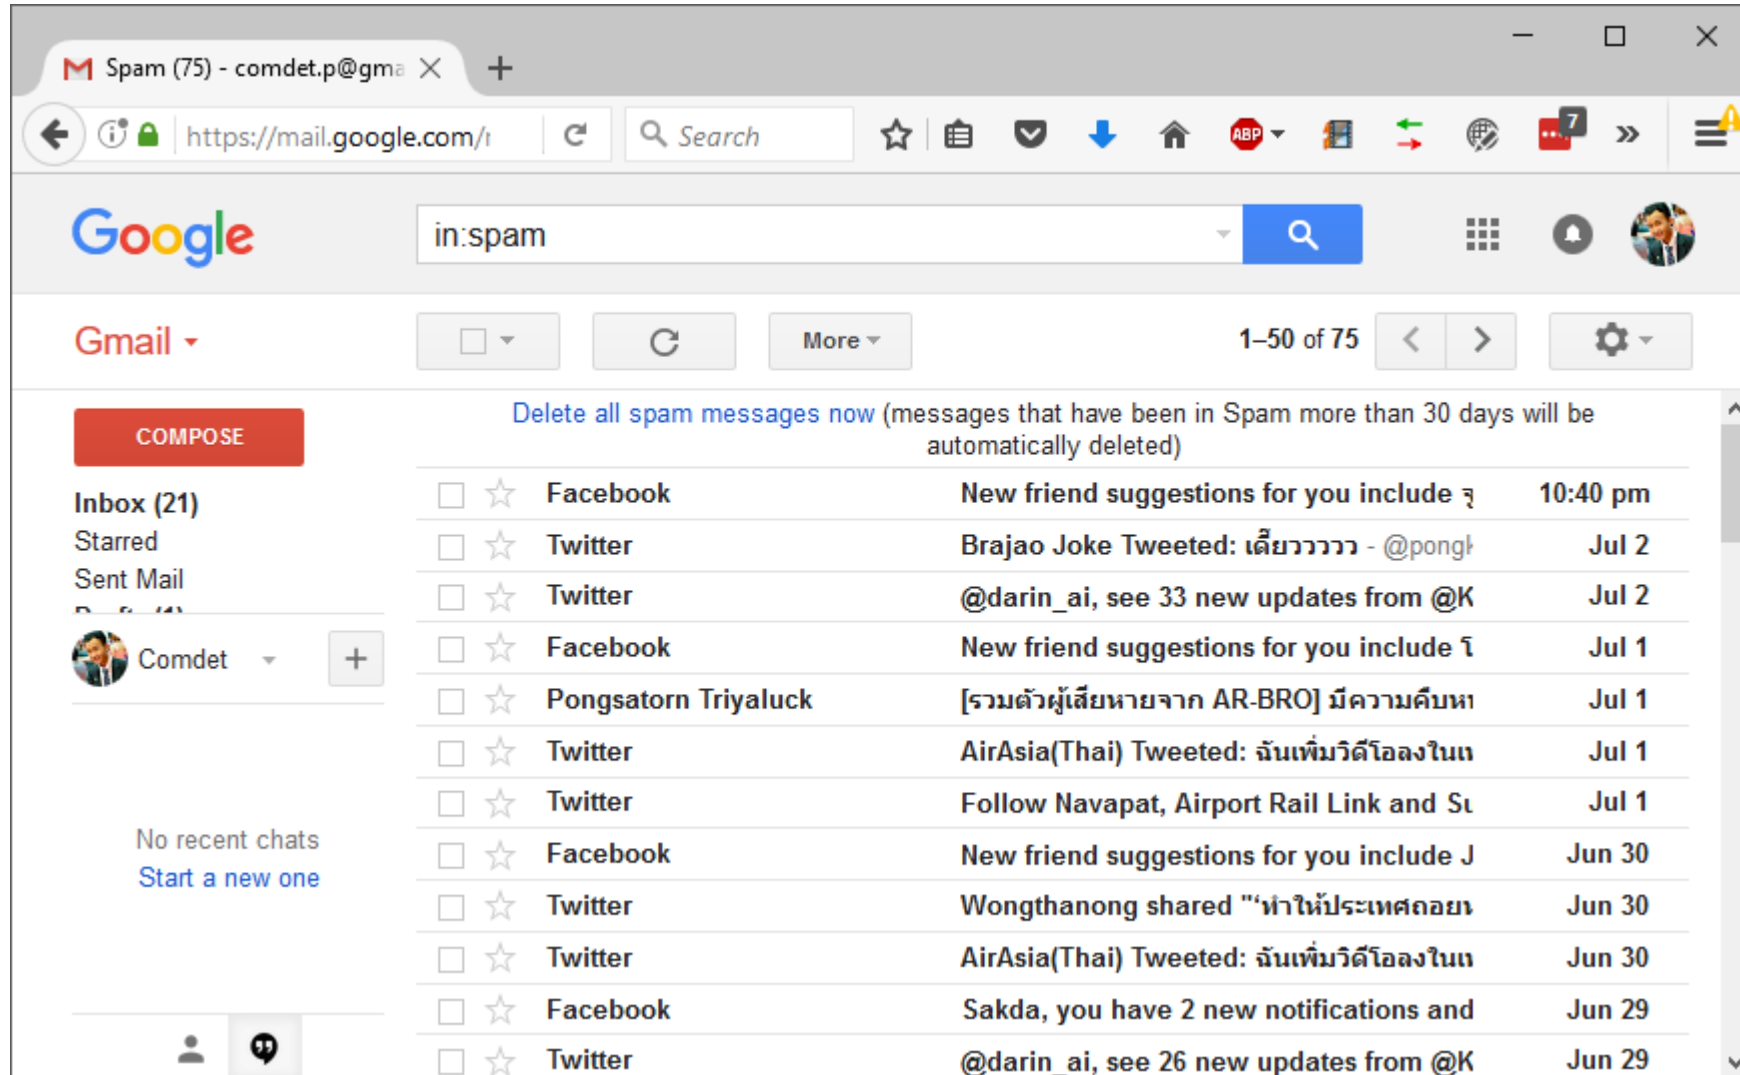 Spam (75) - comdet.p@gma
https://mail.google.com/
Search
ABP
7
Google
in:spam
Gmail
More
1–50 of 75
COMPOSE
Delete all spam messages now (messages that have been in Spam more than 30 days will be
automatically deleted)
Inbox (21)
Starred
Sent Mail
Comdet
No recent chats
Start a new one
Facebook New friend suggestions for you include 10:40 pm
Twitter Brajao Joke Tweeted: เดี๊ยววววว - @pong Jul 2
Twitter @darin_ai, see 33 new updates from @K Jul 2
Facebook New friend suggestions for you include Jul 1
Pongsatorn Triyaluck [รวมตัวผู้เสียหายจาก AR-BRO] มีความคืบห Jul 1
Twitter AirAsia(Thai) Tweeted: ฉันเพิ่มวิดีโอลงใน Jul 1
Twitter Follow Navapat, Airport Rail Link and Jul 1
Facebook New friend suggestions for you include J Jun 30
Twitter Wongthanong shared "‘ทำให้ประเทศถอย Jun 30
Twitter AirAsia(Thai) Tweeted: ฉันเพิ่มวิดีโอลงใน Jun 30
Facebook Sakda, you have 2 new notifications and Jun 29
Twitter @darin_ai, see 26 new updates from @K Jun 29